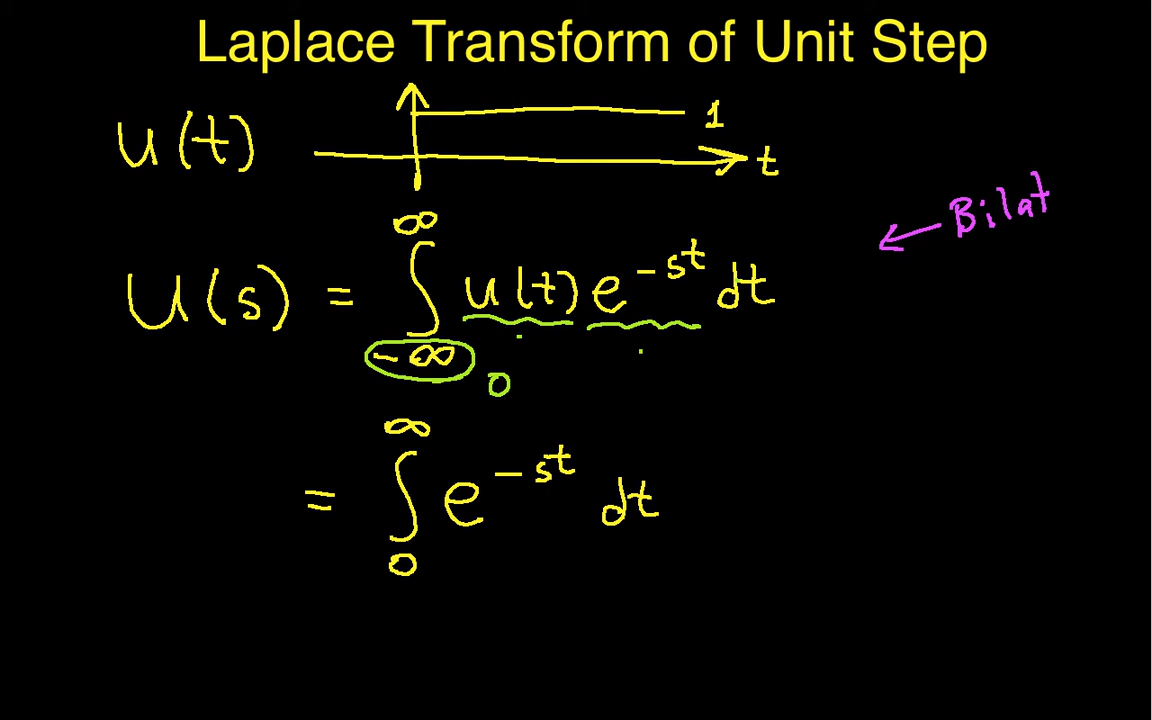 Laplace Transform of Unit Step
u(t) 1 t
← Bilat
U(s) = ∫_{-∞}^{∞} u(t) e^{-st} dt
0
= ∫_{0}^{∞} e^{-st} dt